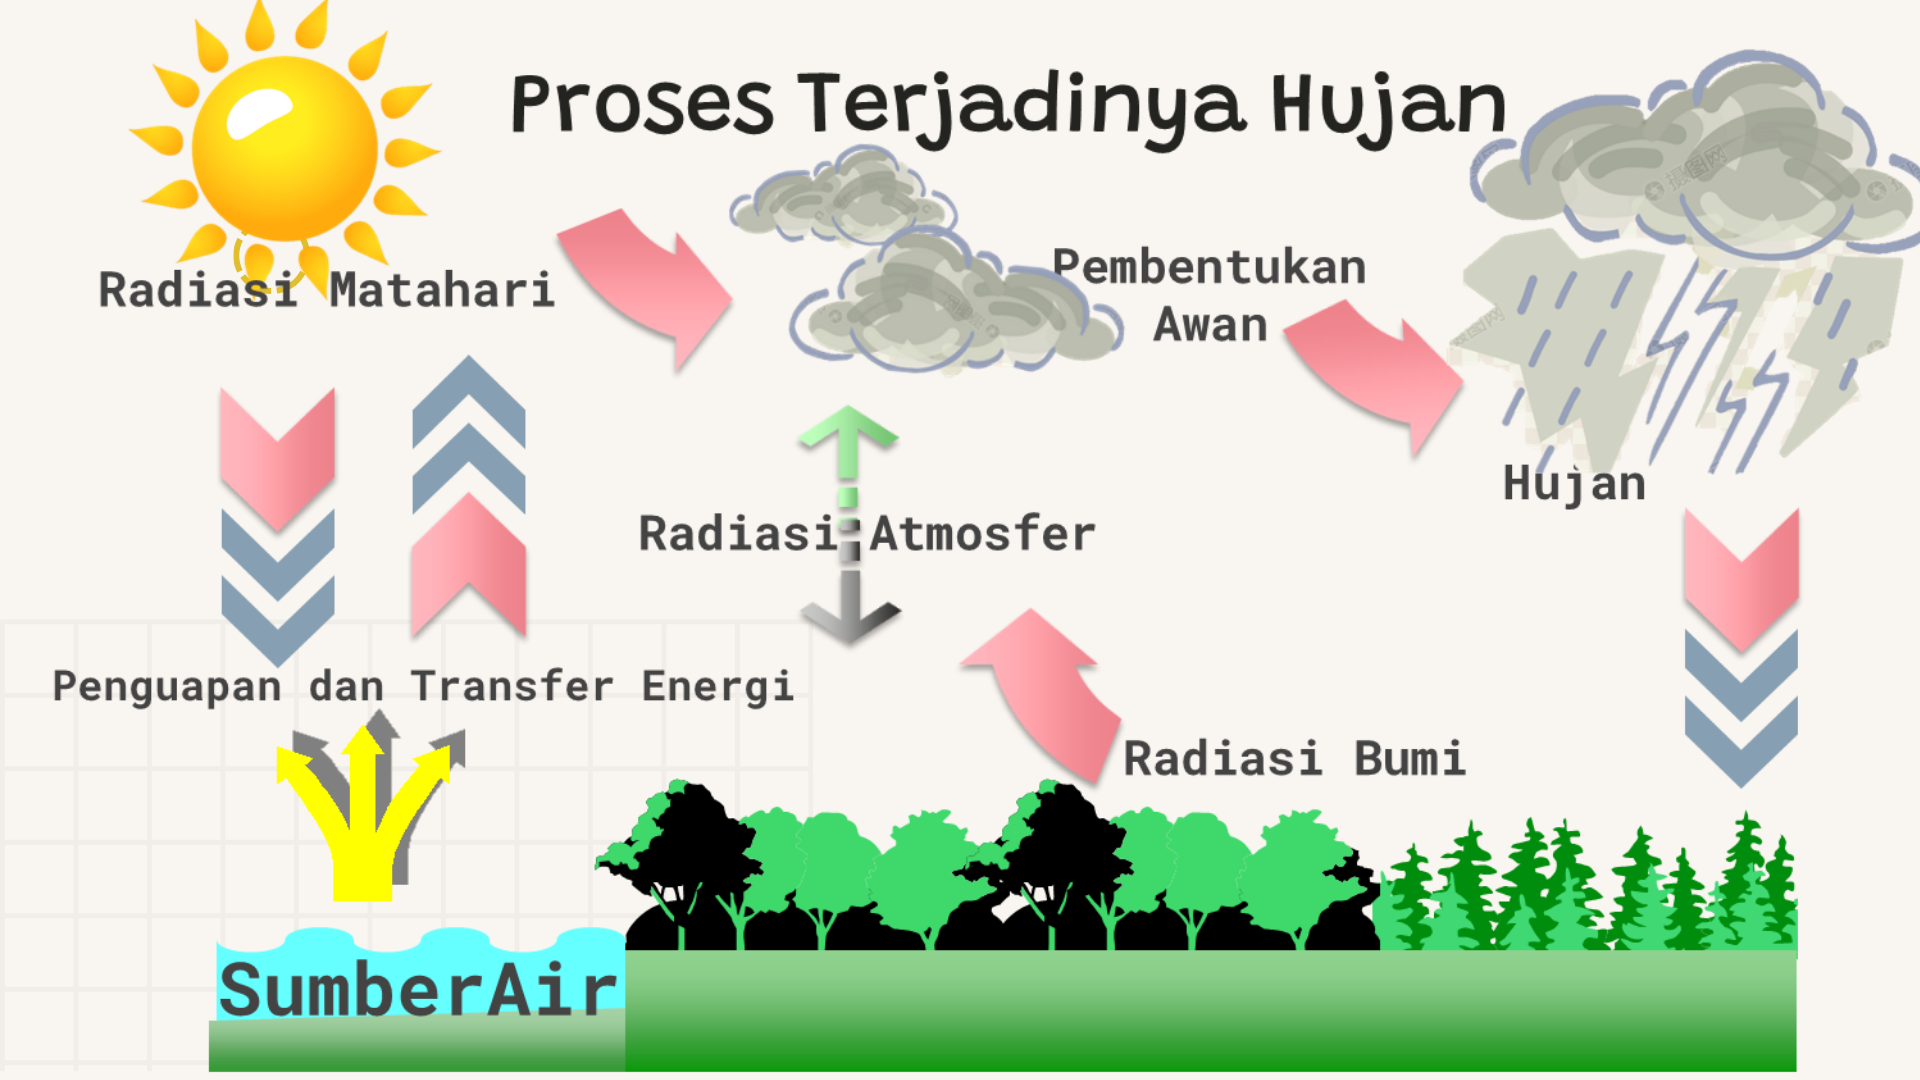 Proses Terjadinya Hujan
Radiasi Matahari
Pembentukan
Awan
Hujan
Radiasi Atmosfer
Penguapan dan Transfer Energi
Radiasi Bumi
SumberAir